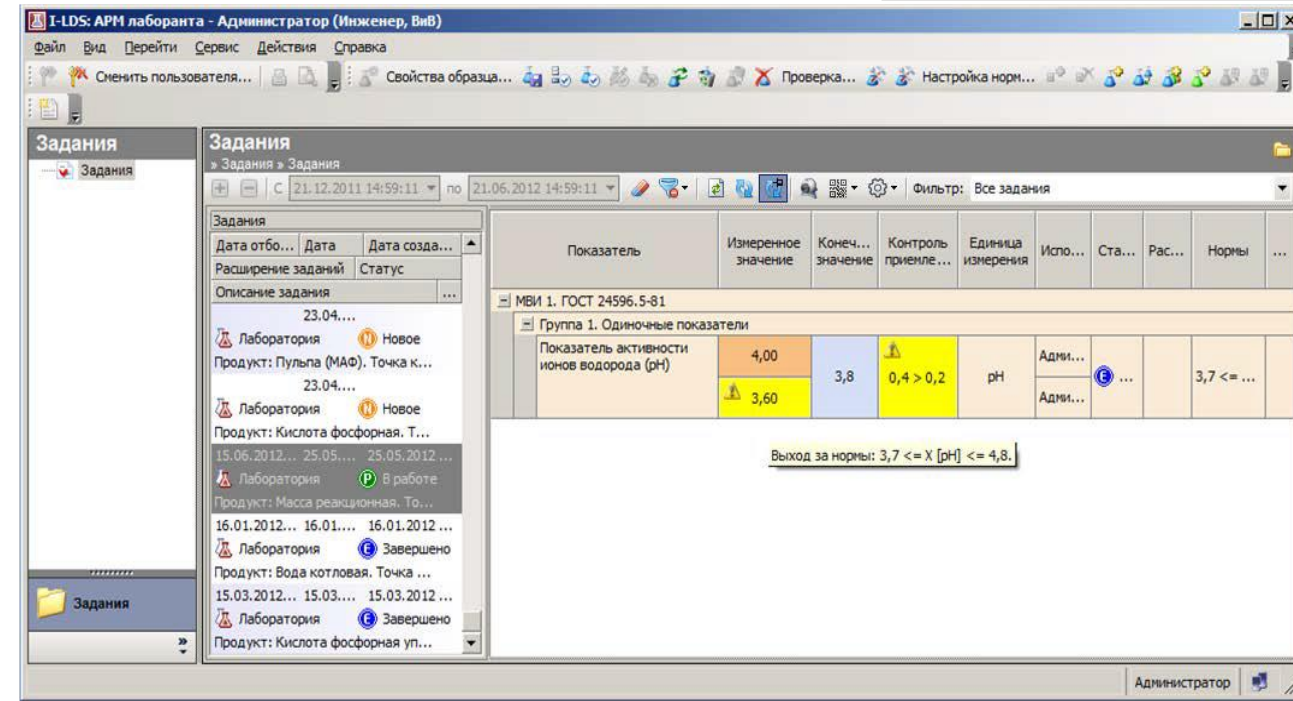 I-LDS: АРМ лаборанта - Администратор (Инженер, ВиВ)
Файл Вид Перейти Сервис Действия Справка
Сменить пользователя... Свойства образца... Проверка... Настройка норм...
Задания
Задания
Задания
» Задания » Задания
С 21.12.2011 14:59:11 по 21.06.2012 14:59:11 Фильтр: Все задания
Задания
Дата отбо... Дата Дата созда...
Расширение заданий Статус
Описание задания ...
23.04....
Лаборатория N Новое
Продукт: Пульпа (МАФ). Точка к...
23.04....
Лаборатория N Новое
Продукт: Кислота фосфорная. Т...
15.06.2012... 25.05.... 25.05.2012 ...
Лаборатория P В работе
Продукт: Масса реакционная. То...
16.01.2012... 16.01.... 16.01.2012 ...
Лаборатория E Завершено
Продукт: Вода котловая. Точка ...
15.03.2012... 15.03.... 15.03.2012 ...
Лаборатория E Завершено
Продукт: Кислота фосфорная уп...
Показатель
Измеренное
значение
Конеч...
значение
Контроль
приемле...
Единица
измерения
Испо...
Ста...
Рас...
Нормы
...
МВИ 1. ГОСТ 24596.5-81
Группа 1. Одиночные показатели
Показатель активности
ионов водорода (pH)
4,00
3,60
3,8
0,4 > 0,2
pH
Адми...
Адми...
E ...
3,7 <= ...
Выход за нормы: 3,7 <= X [pH] <= 4,8.
Задания
Администратор